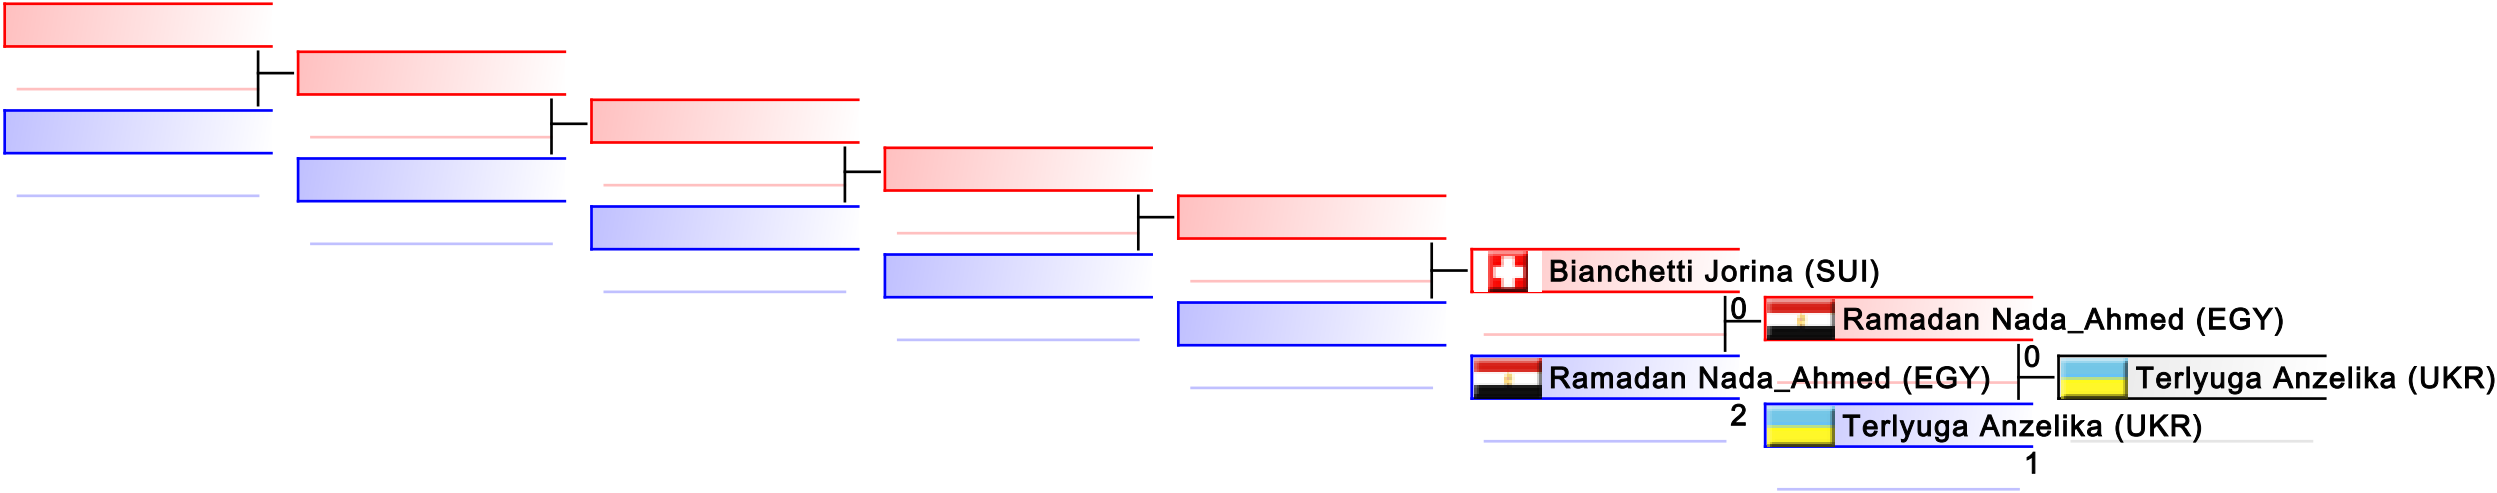 Bianchetti Jorina (SUI)
0
Ramadan Nada_Ahmed (EGY)
Ramadan Nada_Ahmed (EGY)
0
Terlyuga Anzelika (UKR)
2
Terlyuga Anzelika (UKR)
1